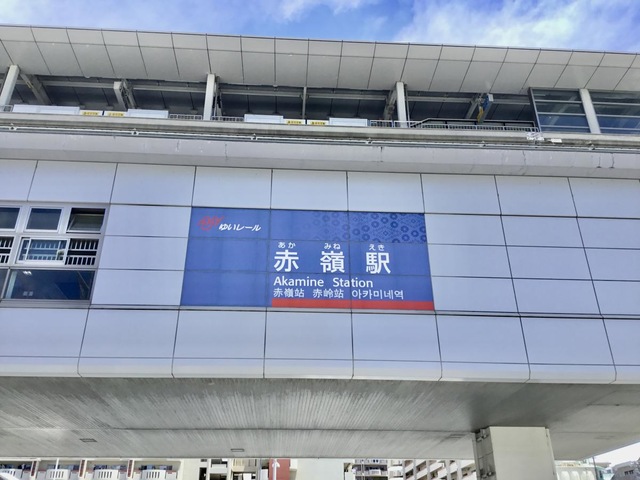 ゆいレール
あか みね えき
赤嶺駅
Akamine Station
赤嶺站 赤岭站 아카미네역